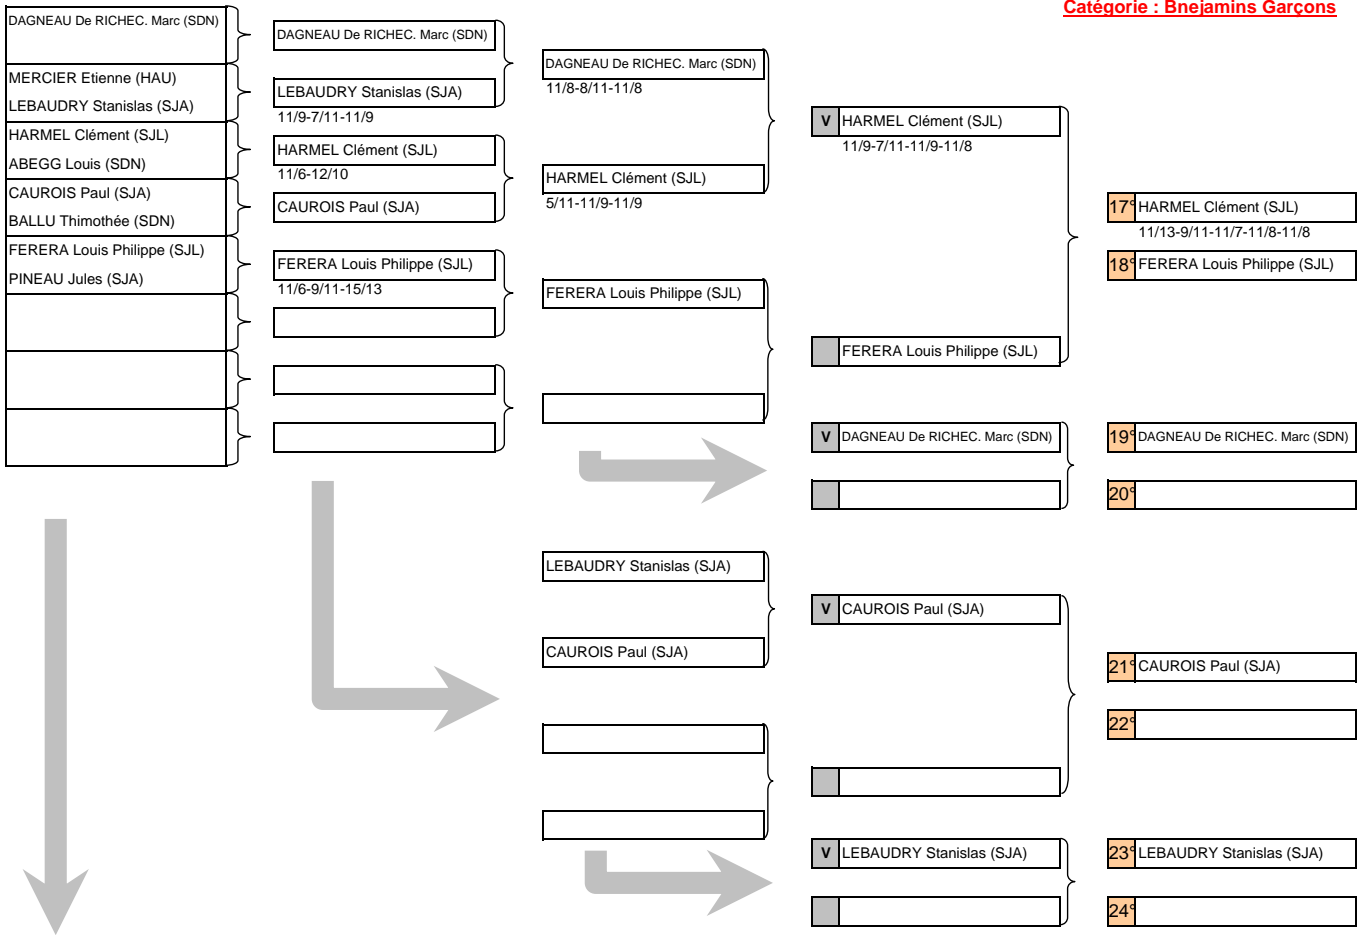 Catégorie : Bnejamins Garçons
DAGNEAU De RICHEC. Marc (SDN)
MERCIER Etienne (HAU)
LEBAUDRY Stanislas (SJA)
HARMEL Clément (SJL)
ABEGG Louis (SDN)
CAUROIS Paul (SJA)
BALLU Thimothée (SDN)
FERERA Louis Philippe (SJL)
PINEAU Jules (SJA)
DAGNEAU De RICHEC. Marc (SDN)
LEBAUDRY Stanislas (SJA)
11/9-7/11-11/9
HARMEL Clément (SJL)
11/6-12/10
CAUROIS Paul (SJA)
FERERA Louis Philippe (SJL)
11/6-9/11-15/13
DAGNEAU De RICHEC. Marc (SDN)
11/8-8/11-11/8
HARMEL Clément (SJL)
5/11-11/9-11/9
FERERA Louis Philippe (SJL)
LEBAUDRY Stanislas (SJA)
CAUROIS Paul (SJA)
V HARMEL Clément (SJL)
11/9-7/11-11/9-11/8
FERERA Louis Philippe (SJL)
V DAGNEAU De RICHEC. Marc (SDN)
V CAUROIS Paul (SJA)
V LEBAUDRY Stanislas (SJA)
17° HARMEL Clément (SJL)
11/13-9/11-11/7-11/8-11/8
18° FERERA Louis Philippe (SJL)
19° DAGNEAU De RICHEC. Marc (SDN)
20°
21° CAUROIS Paul (SJA)
22°
23° LEBAUDRY Stanislas (SJA)
24°